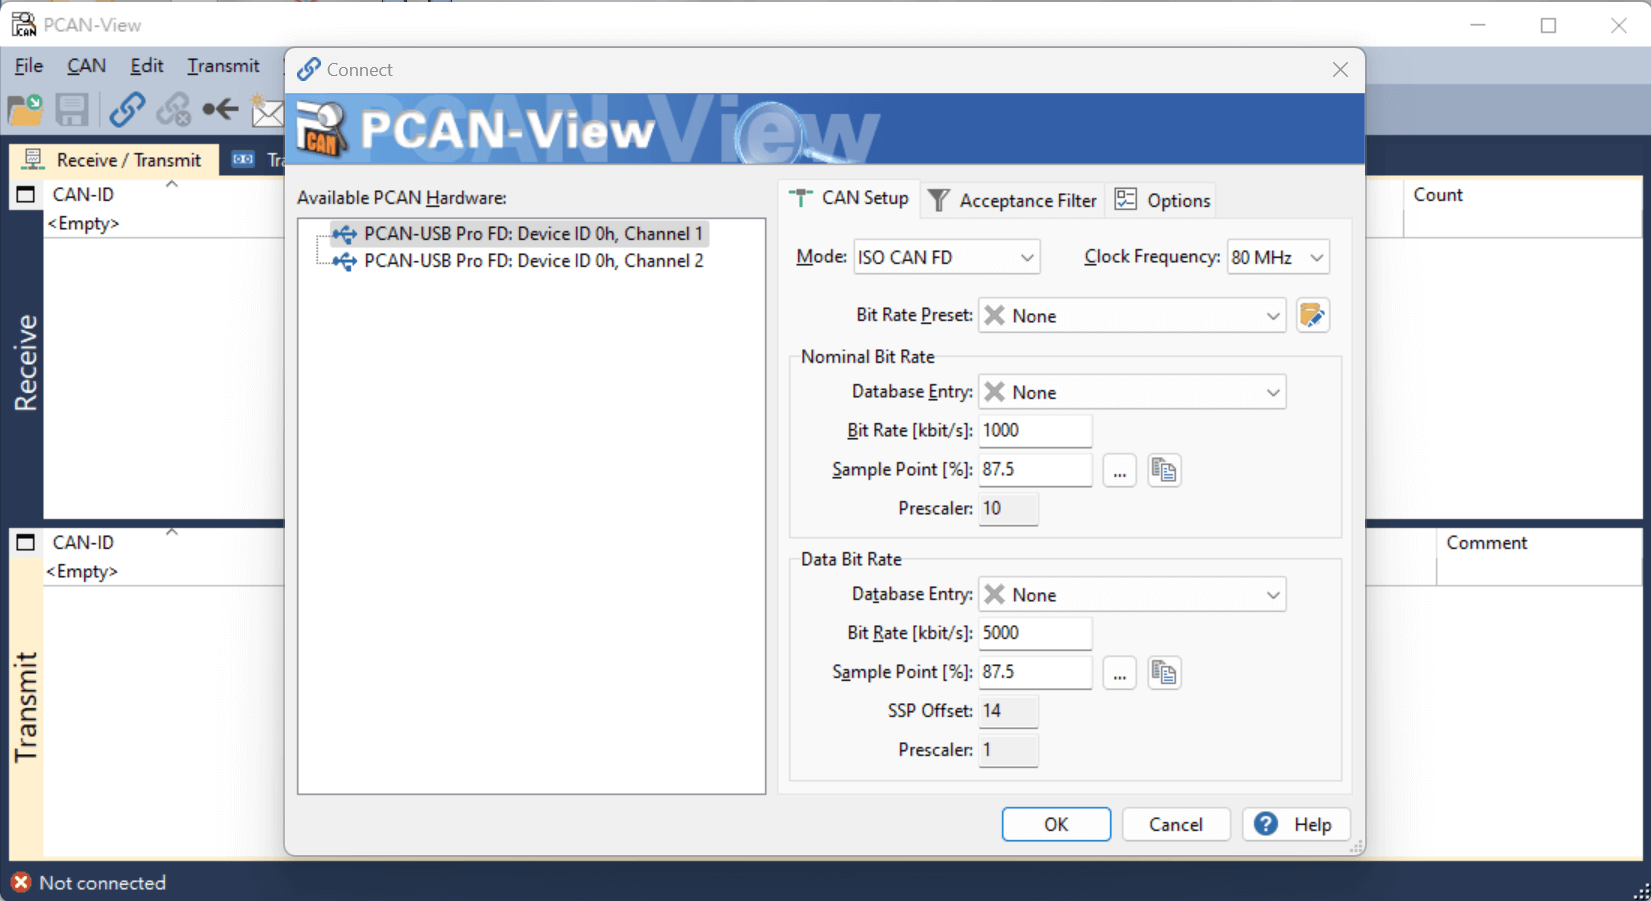 PCAN-View
File CAN Edit Transmit
Connect
PCAN-View
Receive / Transmit
CAN-ID
<Empty>
Count
Receive
CAN-ID
<Empty>
Comment
Transmit
Available PCAN Hardware:
PCAN-USB Pro FD: Device ID 0h, Channel 1
PCAN-USB Pro FD: Device ID 0h, Channel 2
CAN Setup Acceptance Filter Options
Mode: ISO CAN FD Clock Frequency: 80 MHz
Bit Rate Preset: None
Nominal Bit Rate
Database Entry: None
Bit Rate [kbit/s]: 1000
Sample Point [%]: 87.5 ...
Prescaler: 10
Data Bit Rate
Database Entry: None
Bit Rate [kbit/s]: 5000
Sample Point [%]: 87.5 ...
SSP Offset: 14
Prescaler: 1
OK Cancel Help
Not connected